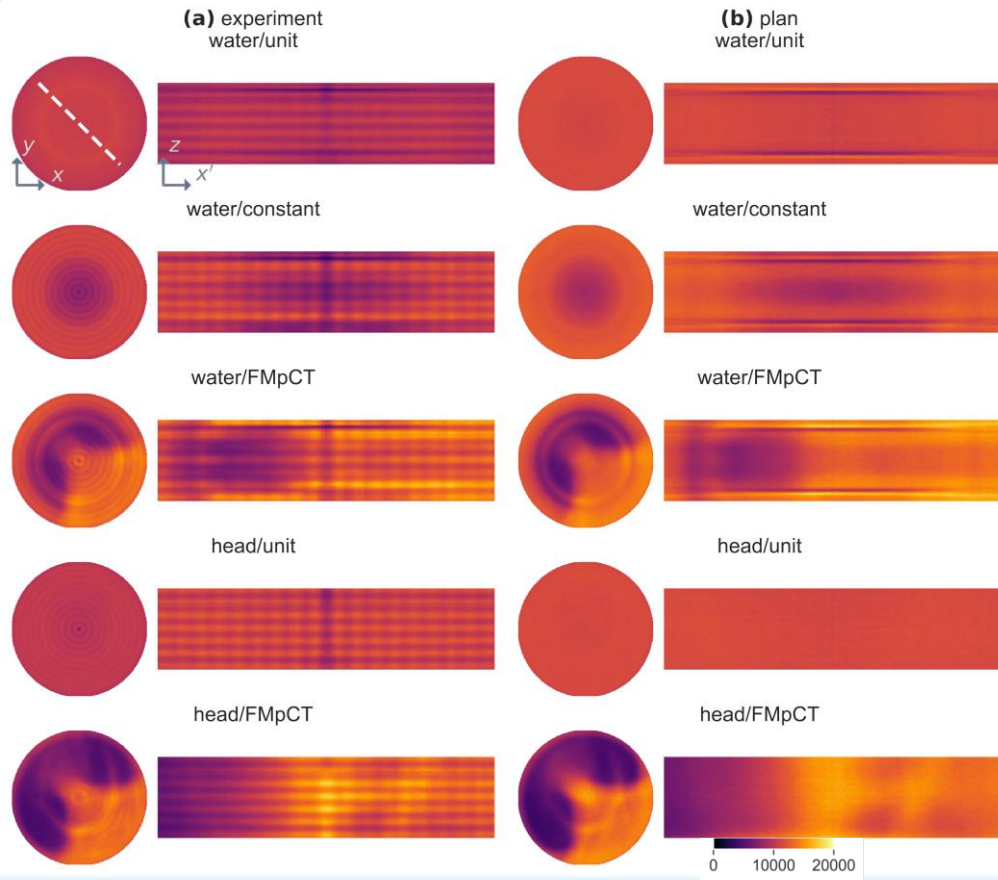 (a) experiment
water/unit
(b) plan
water/unit
y
x
z
x'
water/constant
water/constant
water/FMpCT
water/FMpCT
head/unit
head/unit
head/FMpCT
head/FMpCT
0 10000 20000